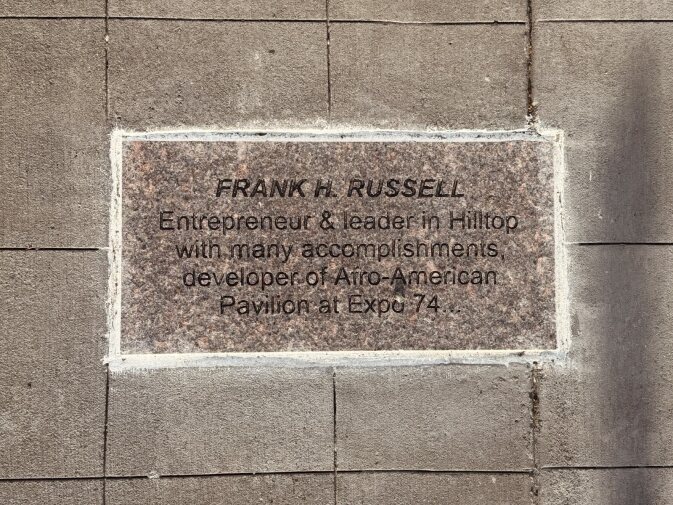 FRANK H. RUSSELL
Entrepreneur & leader in Hilltop
with many accomplishments,
developer of Afro-American
Pavilion at Expo 74...